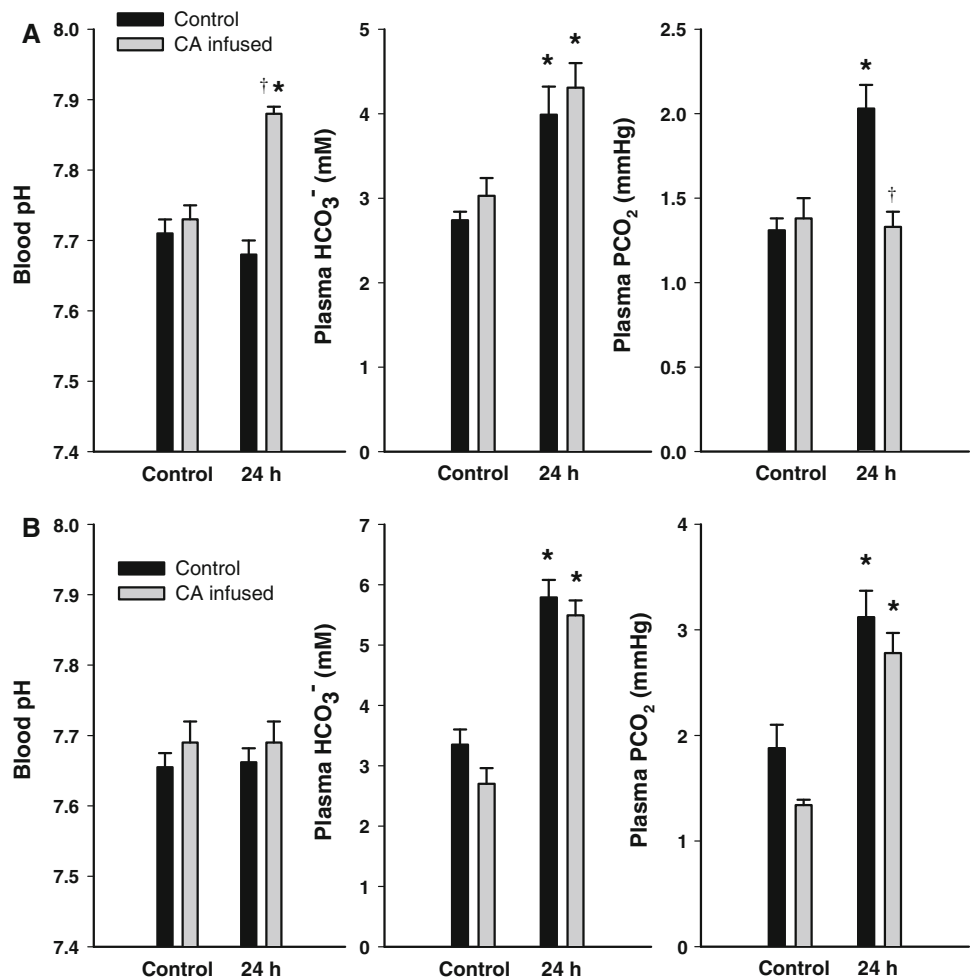 A
Control
CA infused
Blood pH
8.0
7.9
7.8
7.7
7.6
7.5
7.4
† *
Control 24 h
Plasma HCO3- (mM)
5
4
3
2
1
0
* *
Control 24 h
Plasma PCO2 (mmHg)
2.5
2.0
1.5
1.0
0.5
0.0
*
†
Control 24 h
B
Control
CA infused
Blood pH
8.0
7.9
7.8
7.7
7.6
7.5
7.4
Control 24 h
Plasma HCO3- (mM)
7
6
5
4
3
2
1
0
* *
Control 24 h
Plasma PCO2 (mmHg)
4
3
2
1
0
*
*
Control 24 h